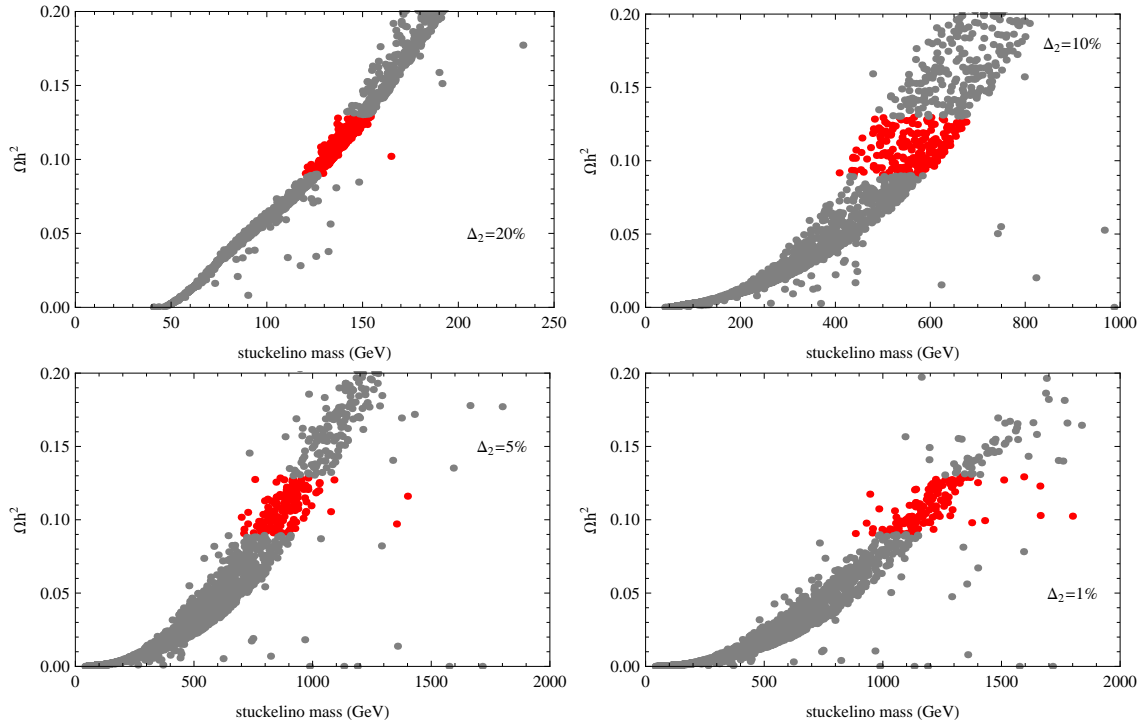 0.20
0.15
0.10
0.05
0.00
Ωh²
Δ₂=20%
0 50 100 150 200 250
stuckelino mass (GeV)
0.20
0.15
0.10
0.05
0.00
Ωh²
Δ₂=10%
0 200 400 600 800 1000
stuckelino mass (GeV)
0.20
0.15
0.10
0.05
0.00
Ωh²
Δ₂=5%
0 500 1000 1500 2000
stuckelino mass (GeV)
0.20
0.15
0.10
0.05
0.00
Ωh²
Δ₂=1%
0 500 1000 1500 2000
stuckelino mass (GeV)